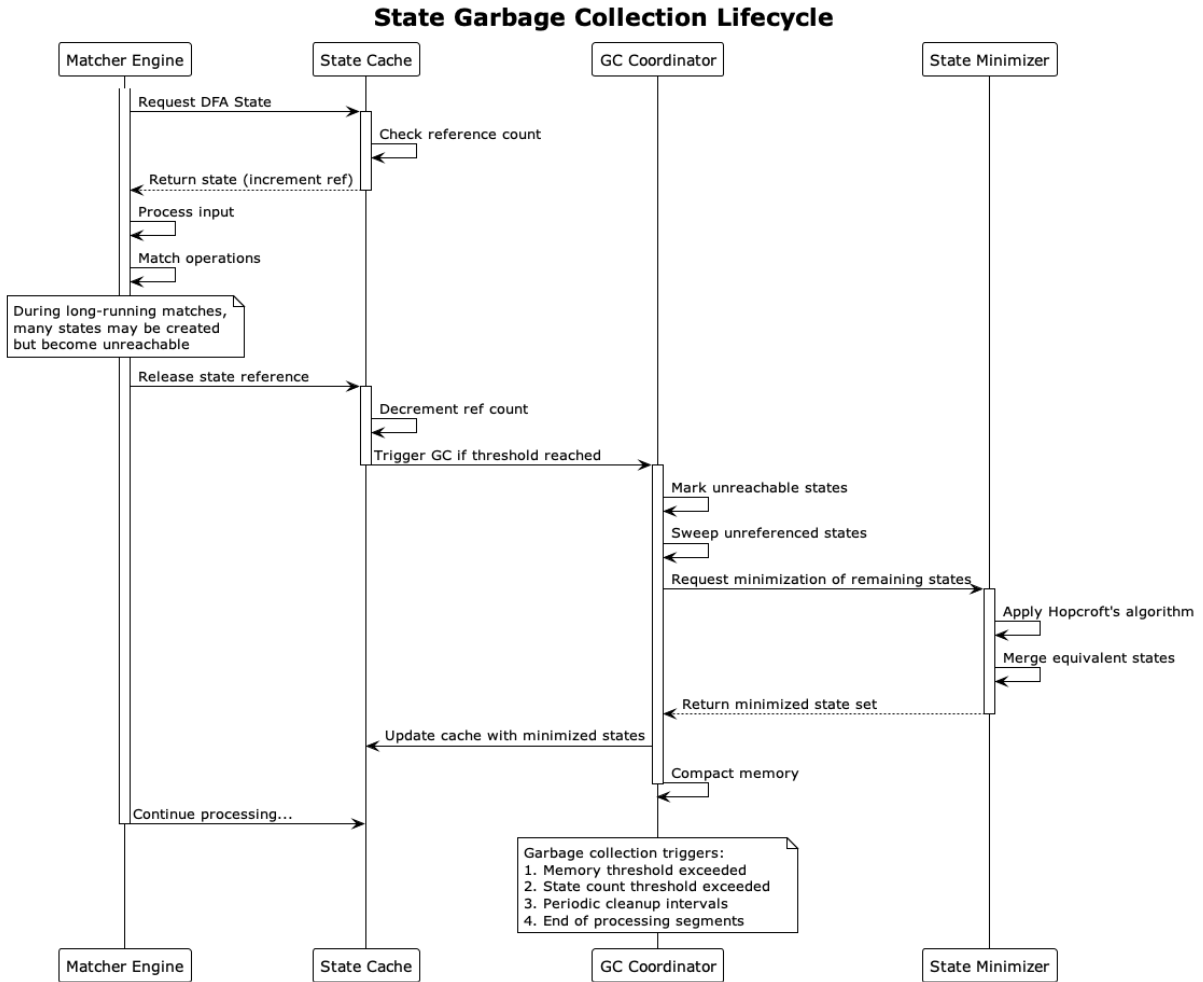 State Garbage Collection Lifecycle
Matcher Engine
State Cache
GC Coordinator
State Minimizer
Request DFA State
Check reference count
Return state (increment ref)
Process input
Match operations
During long-running matches,
many states may be created
but become unreachable
Release state reference
Decrement ref count
Trigger GC if threshold reached
Mark unreachable states
Sweep unreferenced states
Request minimization of remaining states
Apply Hopcroft's algorithm
Merge equivalent states
Return minimized state set
Update cache with minimized states
Compact memory
Continue processing...
Garbage collection triggers:
1. Memory threshold exceeded
2. State count threshold exceeded
3. Periodic cleanup intervals
4. End of processing segments
Matcher Engine
State Cache
GC Coordinator
State Minimizer